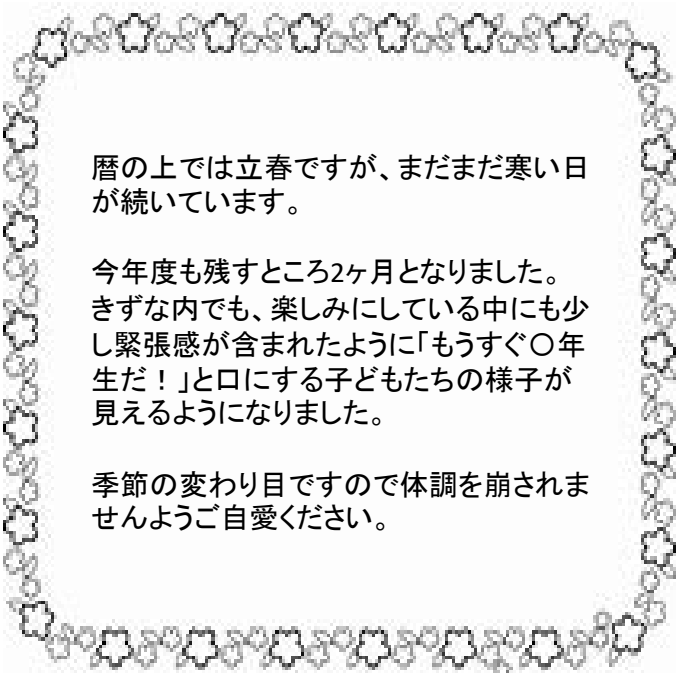 暦の上では立春ですが、まだまだ寒い日
が続いています。
今年度も残すところ2ヶ月となりました。
きずな内でも、楽しみにしている中にも少
し緊張感が含まれたように「もうすぐ〇年
生だ！」と口にする子どもたちの様子が
見えるようになりました。
季節の変わり目ですので体調を崩されま
せんようご自愛ください。